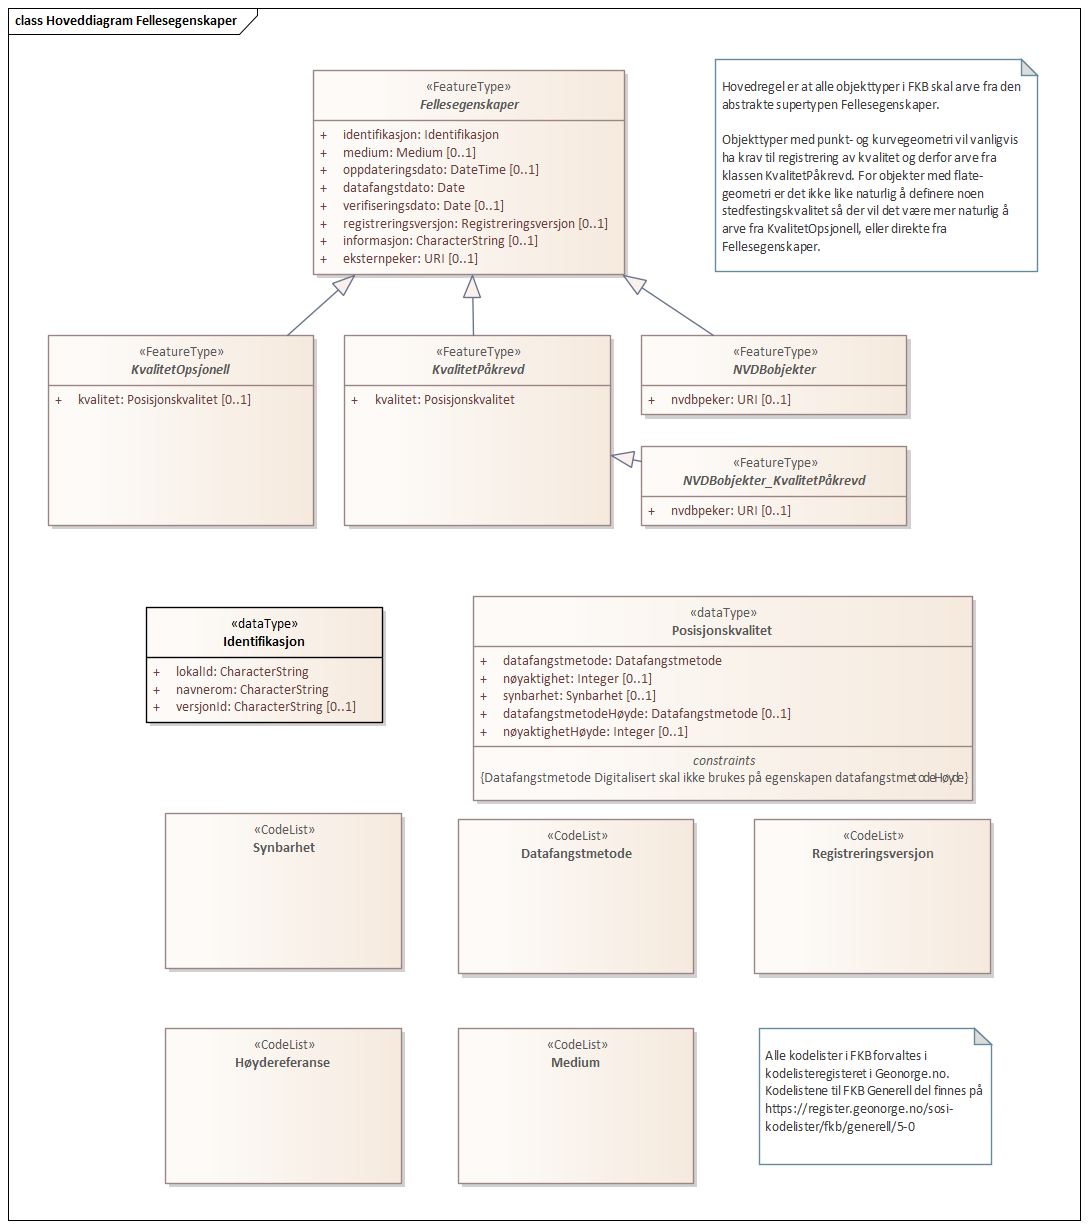 class Hoveddiagram Fellesegenskaper
«FeatureType»
Fellesegenskaper
+ identifikasjon: Identifikasjon
+ medium: Medium [0..1]
+ oppdateringsdato: DateTime [0..1]
+ datafangstdato: Date
+ verifiseringsdato: Date [0..1]
+ registreringsversjon: Registreringsversjon [0..1]
+ informasjon: CharacterString [0..1]
+ eksternpeker: URI [0..1]
Hovedregel er at alle objekttyper i FKB skal arve fra den
abstrakte supertypen Fellesegenskaper.
Objekttyper med punkt- og kurvegeometri vil vanligvis
ha krav til registrering av kvalitet og derfor arve fra
klassen KvalitetPåkrevd. For objekter med flate-
geometri er det ikke like naturlig å definere noen
stedfestingskvalitet så der vil det være mer naturlig å
arve fra KvalitetOpsjonell, eller direkte fra
Fellesegenskaper.
«FeatureType»
KvalitetOpsjonell
+ kvalitet: Posisjonskvalitet [0..1]
«FeatureType»
KvalitetPåkrevd
+ kvalitet: Posisjonskvalitet
«FeatureType»
NVDBobjekter
+ nvdbpeker: URI [0..1]
«FeatureType»
NVDBobjekter_KvalitetPåkrevd
+ nvdbpeker: URI [0..1]
«dataType»
Identifikasjon
+ lokalId: CharacterString
+ navnerom: CharacterString
+ versjonId: CharacterString [0..1]
«dataType»
Posisjonskvalitet
+ datafangstmetode: Datafangstmetode
+ nøyaktighet: Integer [0..1]
+ synbarhet: Synbarhet [0..1]
+ datafangstmetodeHøyde: Datafangstmetode [0..1]
+ nøyaktighetHøyde: Integer [0..1]
constraints
{Datafangstmetode Digitalisert skal ikke brukes på egenskapen datafangstmetodeHøyde}
«CodeList»
Synbarhet
«CodeList»
Datafangstmetode
«CodeList»
Registreringsversjon
«CodeList»
Høydereferanse
«CodeList»
Medium
Alle kodelister i FKB forvaltes i
kodelisteregisteret i Geonorge.no.
Kodelistene til FKB Generell del finnes på
https://register.geonorge.no/sosi-
kodelister/fkb/generell/5-0